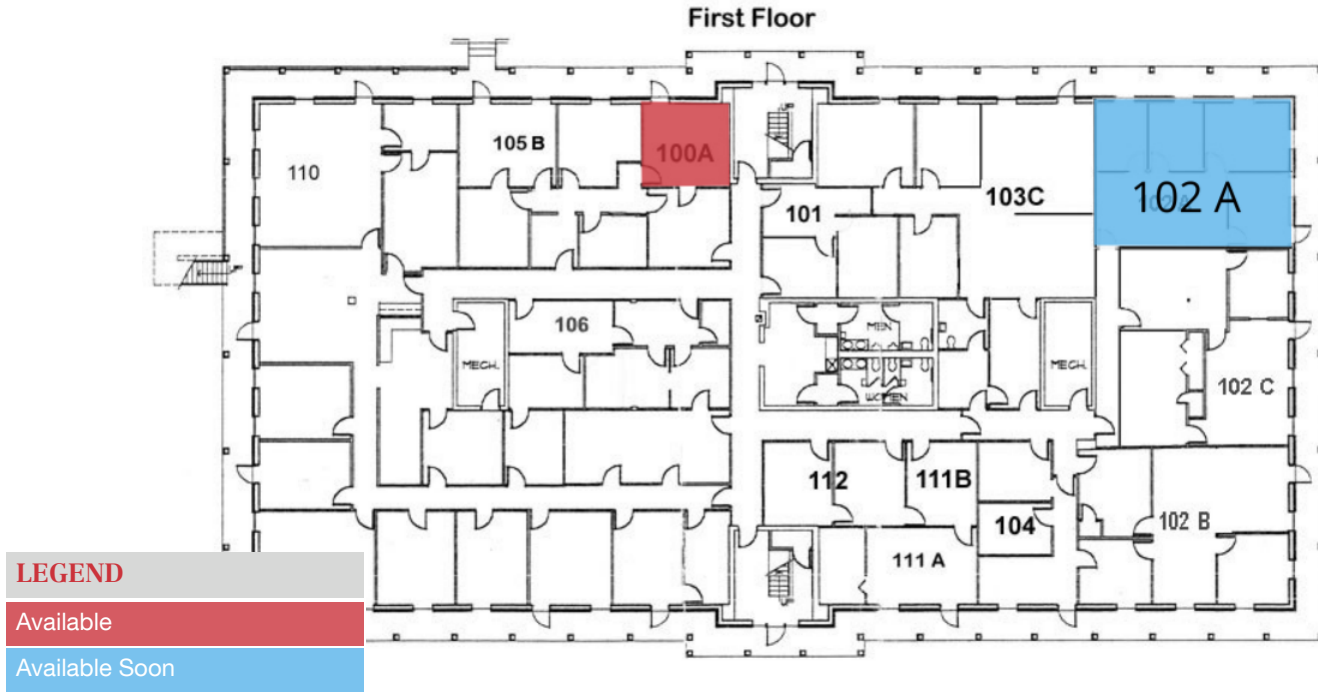 First Floor
105 B
100A
110
103C
101
102 A
106
MEN
MECH.
MECH.
WOMEN
102 C
112
111B
104
102 B
111 A
LEGEND
Available
Available Soon